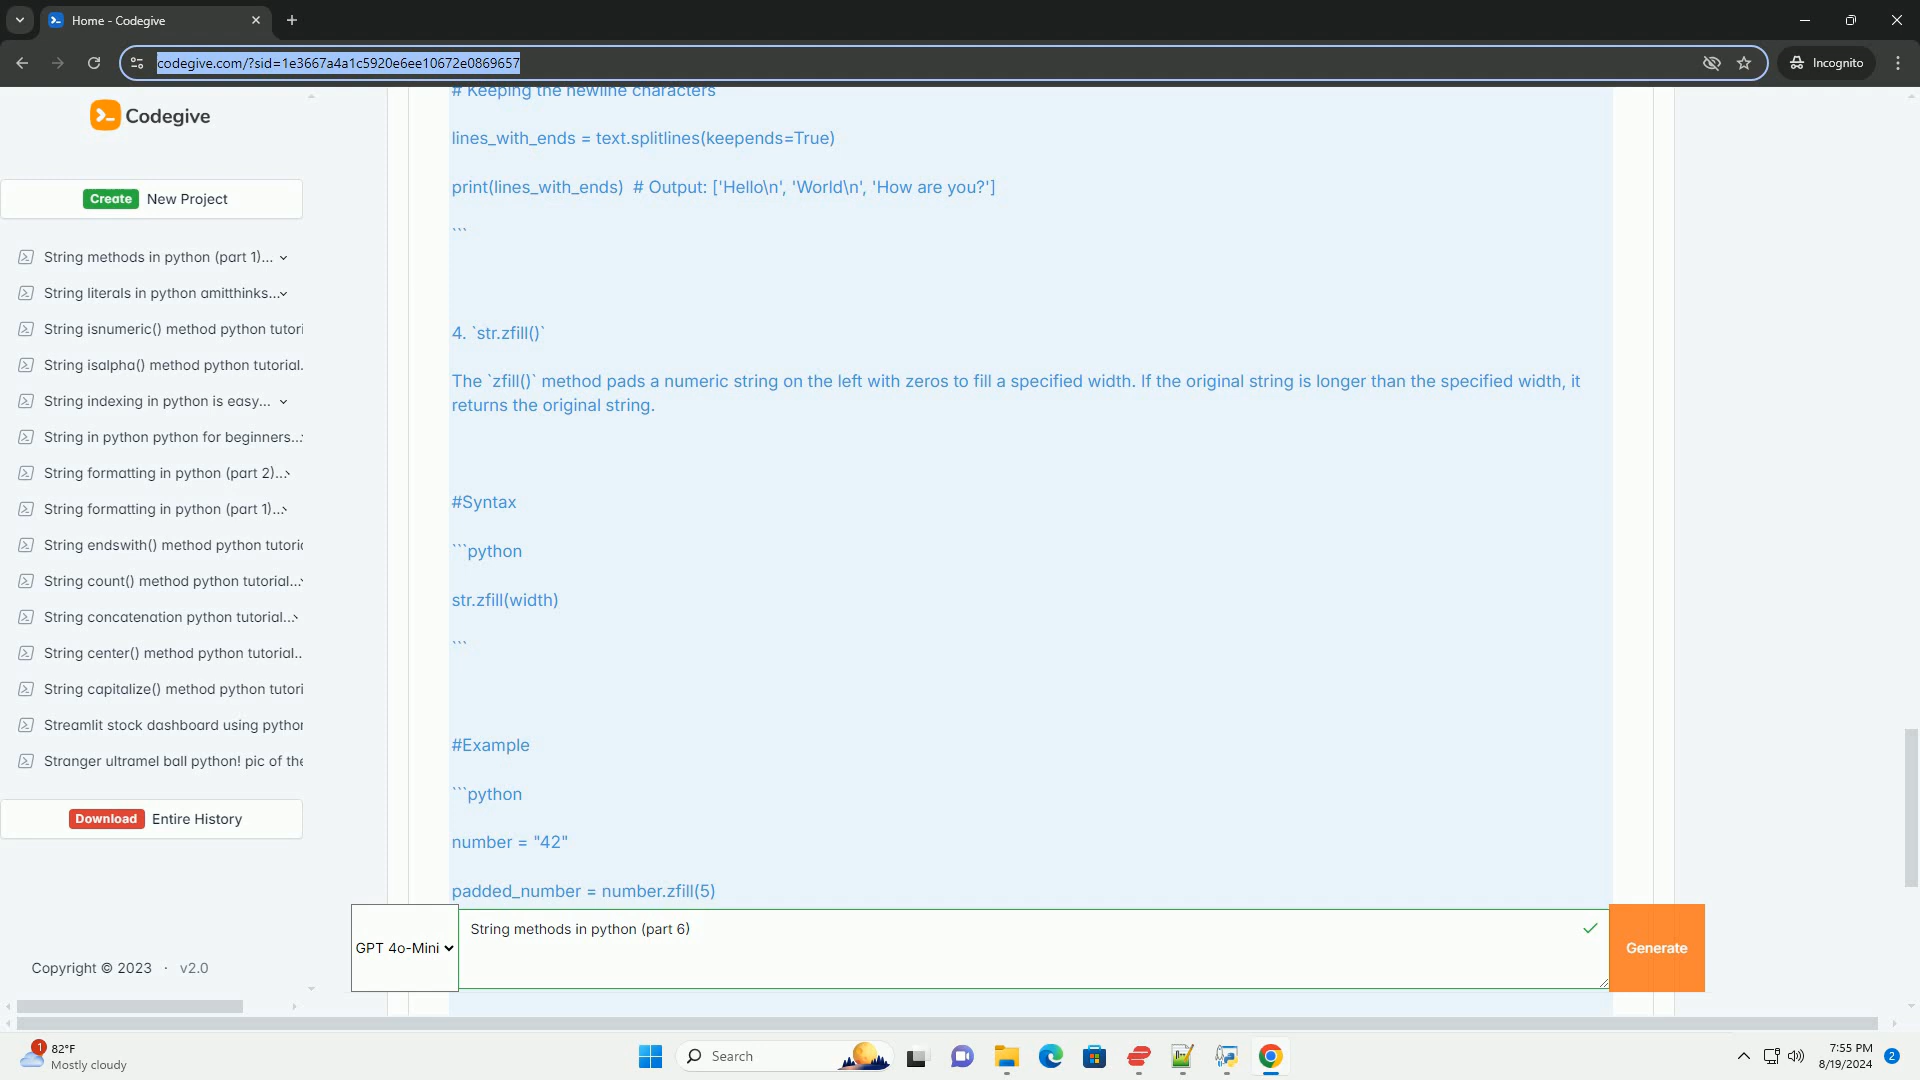 Home - Codegive
codegive.com/?sid=1e3667a4a1c5920e6ee10672e0869657
Incognito
Codegive
Create New Project
String methods in python (part 1)...
String literals in python amitthinks...
String isnumeric() method python tutori
String isalpha() method python tutorial.
String indexing in python is easy...
String in python python for beginners...
String formatting in python (part 2)...
String formatting in python (part 1)...
String endswith() method python tutoria
String count() method python tutorial...
String concatenation python tutorial...
String center() method python tutorial..
String capitalize() method python tutori
Streamlit stock dashboard using pythor
Stranger ultramel ball python! pic of the
Download Entire History
Copyright © 2023 · v2.0
# Keeping the newline characters
lines_with_ends = text.splitlines(keepends=True)
print(lines_with_ends)  # Output: ['Hello\n', 'World\n', 'How are you?']
```
4. `str.zfill()`
The `zfill()` method pads a numeric string on the left with zeros to fill a specified width. If the original string is longer than the specified width, it
returns the original string.
#Syntax
```python
str.zfill(width)
```
#Example
```python
number = "42"
padded_number = number.zfill(5)
GPT 4o-Mini
String methods in python (part 6)
Generate
1
82°F
Mostly cloudy
Search
7:55 PM
8/19/2024
2